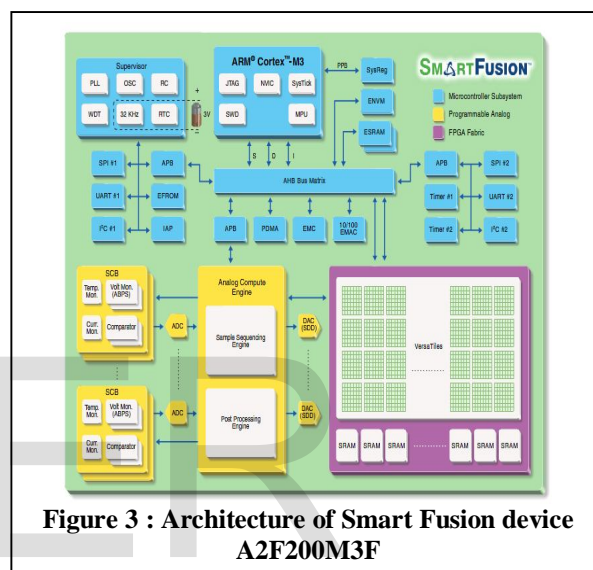 Supervisor
PLL OSC RC
WDT 32 KHz RTC
+
3V
–
ARM® Cortex™-M3
JTAG NVIC SysTick
SWD MPU
PPB
SysReg
ENVM
ESRAM
SMARTFUSION™
Microcontroller Subsystem
Programmable Analog
FPGA Fabric
S D I
AHB Bus Matrix
SPI #1 APB
UART #1 EFROM
I²C #1 IAP
APB PDMA EMC 10/100
EMAC
APB SPI #2
Timer #1 UART #2
Timer #2 I²C #2
SCB
Temp. Mon.
Volt Mon. (ABPS)
Curr. Mon.
Comparator
ADC
Analog Compute
Engine
Sample Sequencing
Engine
Post Processing
Engine
DAC
(SDD)
SCB
Temp. Mon.
Volt Mon. (ABPS)
Curr. Mon.
Comparator
ADC
DAC
(SDD)
VersaTiles
SRAM SRAM SRAM SRAM SRAM SRAM
ER
Figure 3 : Architecture of Smart Fusion device
A2F200M3F